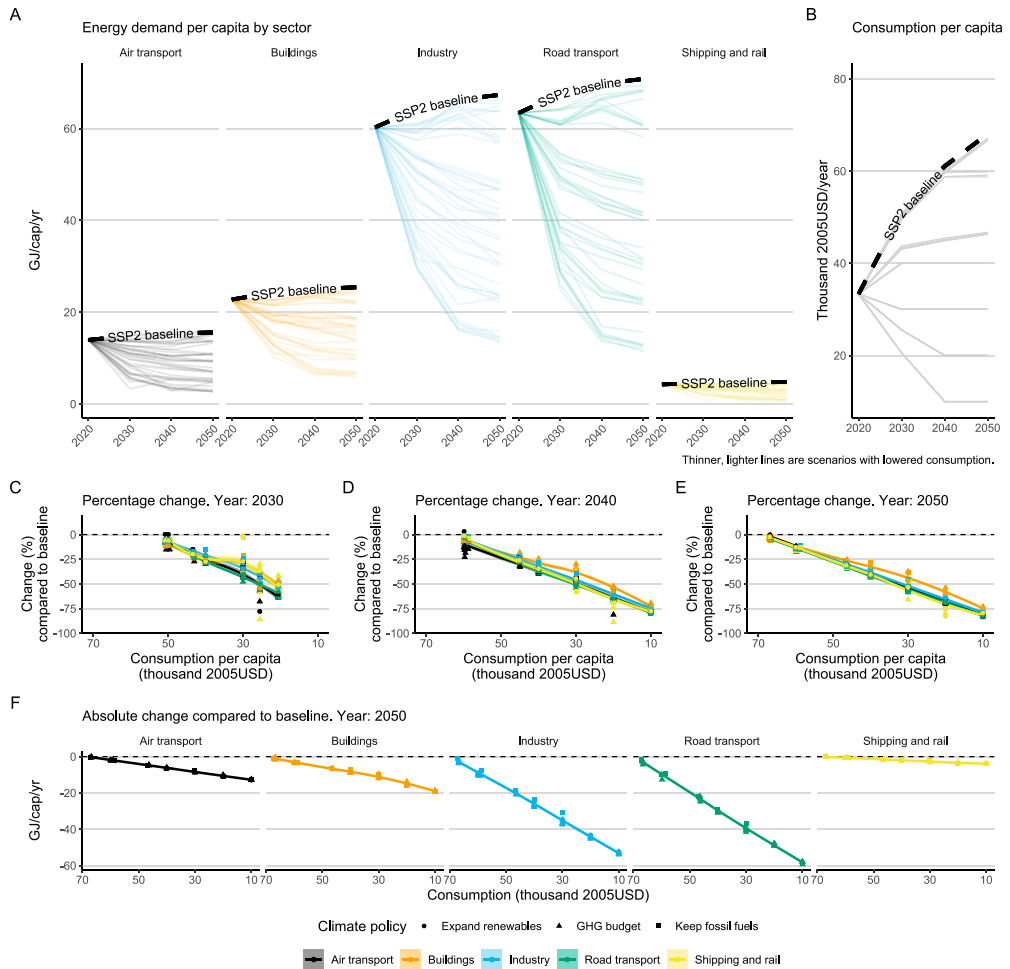 A
Energy demand per capita by sector
Air transport
Buildings
Industry
Road transport
Shipping and rail
GJ/cap/yr
60
40
20
0
SSP2 baseline
SSP2 baseline
SSP2 baseline
SSP2 baseline
SSP2 baseline
2020 2030 2040 2050
2020 2030 2040 2050
2020 2030 2040 2050
2020 2030 2040 2050
2020 2030 2040 2050
B
Consumption per capita
Thousand 2005USD/year
80
60
40
20
SSP2 baseline
2020 2030 2040 2050
Thinner, lighter lines are scenarios with lowered consumption.
C
Percentage change. Year: 2030
Change (%)
compared to baseline
0
−25
−50
−75
−100
70 50 30 10
Consumption per capita
(thousand 2005USD)
D
Percentage change. Year: 2040
Change (%)
compared to baseline
0
−25
−50
−75
−100
70 50 30 10
Consumption per capita
(thousand 2005USD)
E
Percentage change. Year: 2050
Change (%)
compared to baseline
0
−25
−50
−75
−100
70 50 30 10
Consumption per capita
(thousand 2005USD)
F
Absolute change compared to baseline. Year: 2050
Air transport
Buildings
Industry
Road transport
Shipping and rail
GJ/cap/yr
0
−20
−40
−60
70 50 30 10
70 50 30 10
70 50 30 10
70 50 30 10
70 50 30 10
Consumption (thousand 2005USD)
Climate policy Expand renewables GHG budget Keep fossil fuels
Air transport Buildings Industry Road transport Shipping and rail